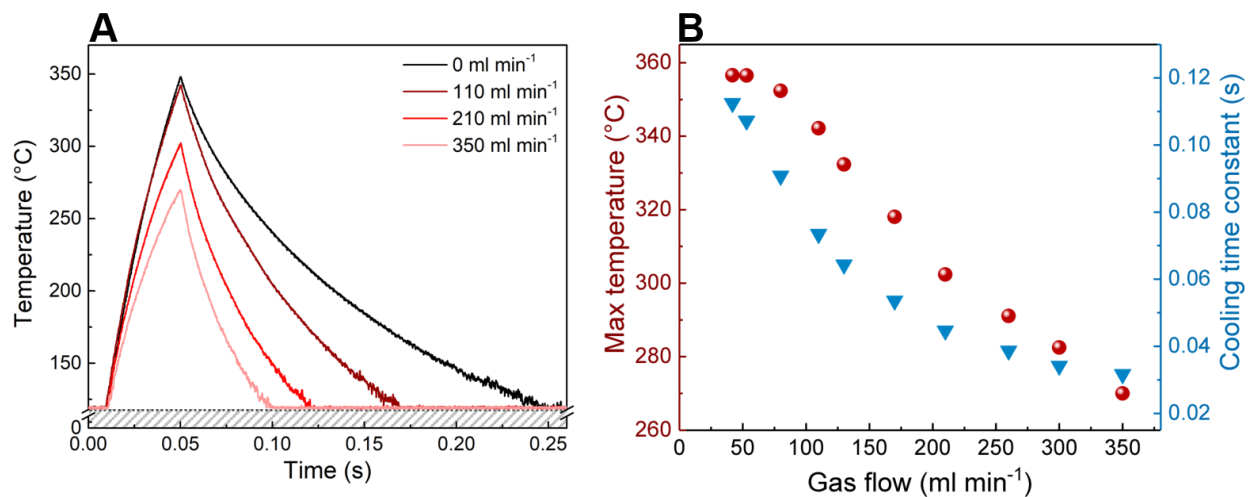 A
350
300
250
200
150
0
0.00
0.05
0.10
0.15
0.20
0.25
Temperature (°C)
Time (s)
0 ml min⁻¹
110 ml min⁻¹
210 ml min⁻¹
350 ml min⁻¹
B
360
340
320
300
280
260
Max temperature (°C)
0
50
100
150
200
250
300
350
Gas flow (ml min⁻¹)
0.12
0.10
0.08
0.06
0.04
0.02
Cooling time constant (s)